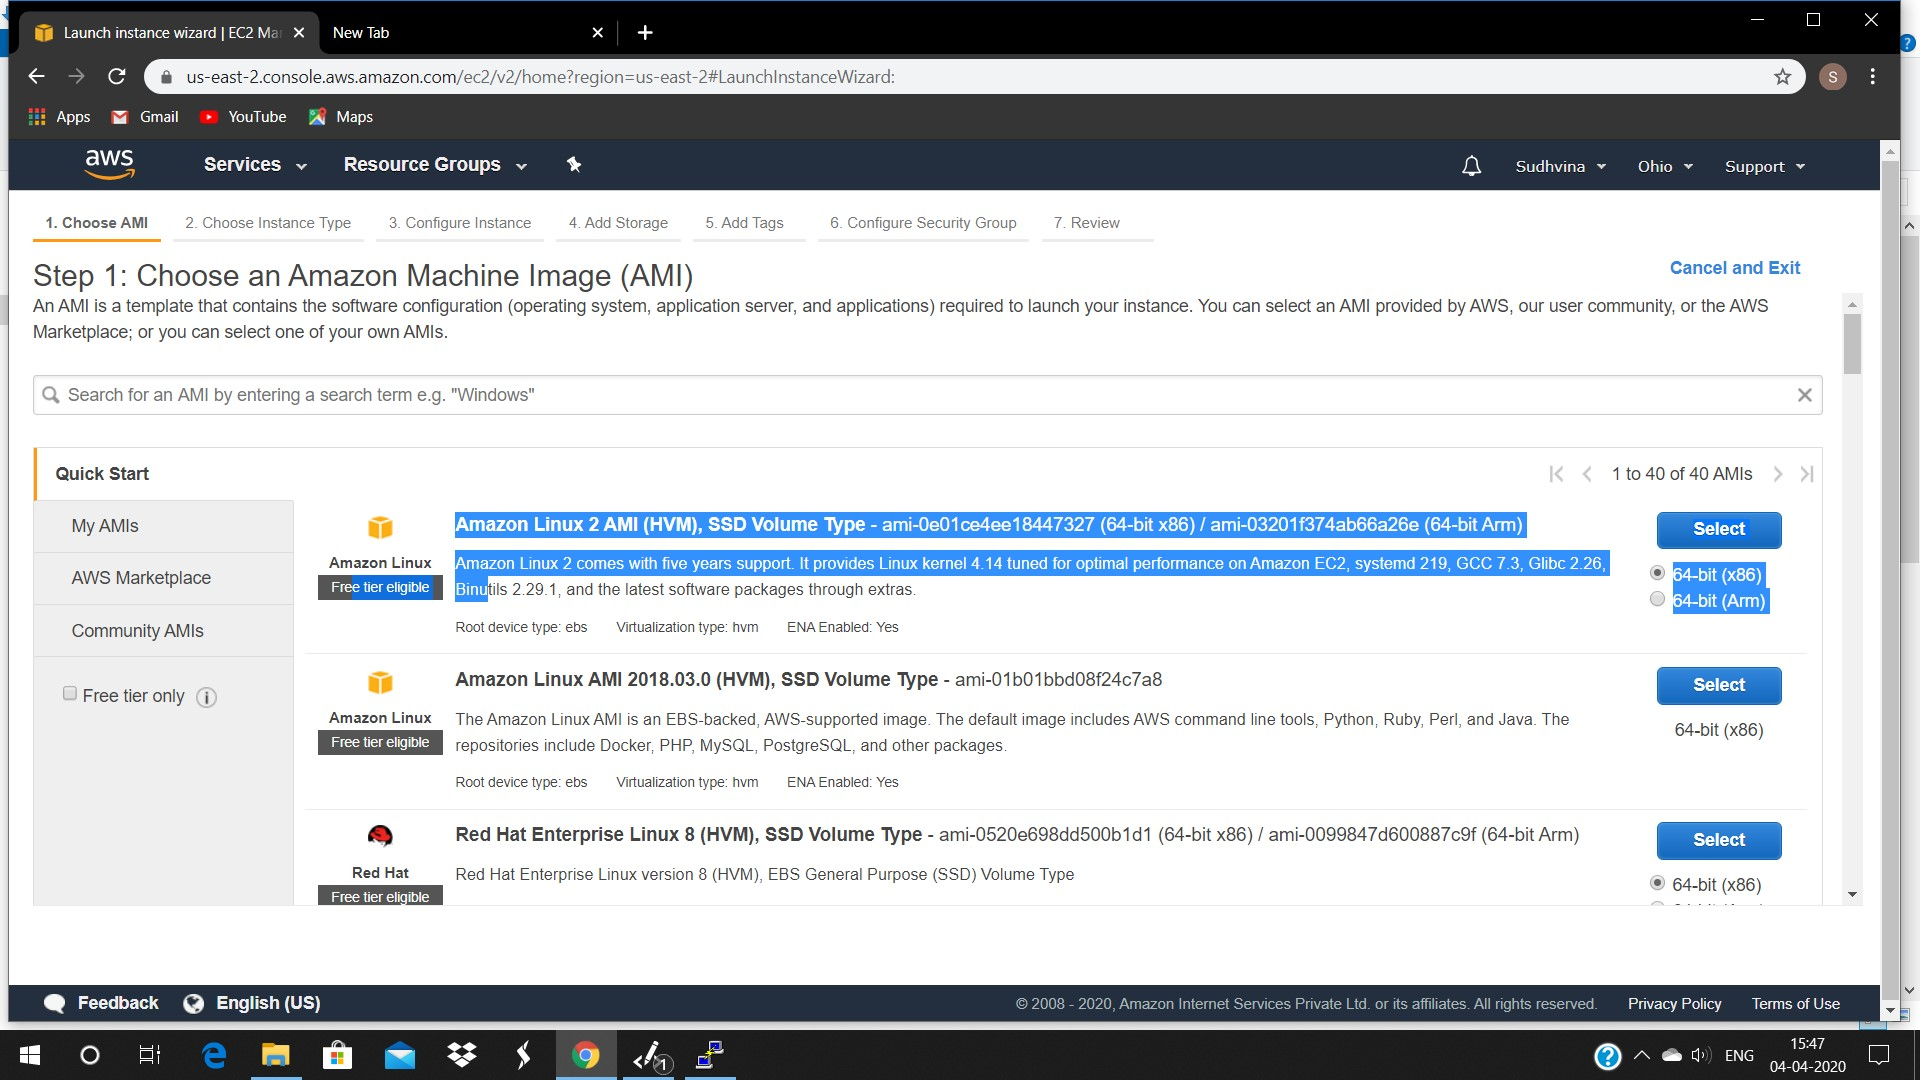 Launch instance wizard | EC2 Ma
New Tab
us-east-2.console.aws.amazon.com/ec2/v2/home?region=us-east-2#LaunchInstanceWizard:
S
Apps
Gmail
YouTube
Maps
aws
Services
Resource Groups
Sudhvina
Ohio
Support
1. Choose AMI
2. Choose Instance Type
3. Configure Instance
4. Add Storage
5. Add Tags
6. Configure Security Group
7. Review
Step 1: Choose an Amazon Machine Image (AMI)
Cancel and Exit
An AMI is a template that contains the software configuration (operating system, application server, and applications) required to launch your instance. You can select an AMI provided by AWS, our user community, or the AWS
Marketplace; or you can select one of your own AMIs.
Search for an AMI by entering a search term e.g. "Windows"
Quick Start
1 to 40 of 40 AMIs
My AMIs
AWS Marketplace
Community AMIs
Free tier only
Amazon Linux
Free tier eligible
Amazon Linux 2 AMI (HVM), SSD Volume Type - ami-0e01ce4ee18447327 (64-bit x86) / ami-03201f374ab66a26e (64-bit Arm)
Amazon Linux 2 comes with five years support. It provides Linux kernel 4.14 tuned for optimal performance on Amazon EC2, systemd 219, GCC 7.3, Glibc 2.26,
Binutils 2.29.1, and the latest software packages through extras.
Root device type: ebs
Virtualization type: hvm
ENA Enabled: Yes
Select
64-bit (x86)
64-bit (Arm)
Amazon Linux
Free tier eligible
Amazon Linux AMI 2018.03.0 (HVM), SSD Volume Type - ami-01b01bbd08f24c7a8
The Amazon Linux AMI is an EBS-backed, AWS-supported image. The default image includes AWS command line tools, Python, Ruby, Perl, and Java. The
repositories include Docker, PHP, MySQL, PostgreSQL, and other packages.
Root device type: ebs
Virtualization type: hvm
ENA Enabled: Yes
Select
64-bit (x86)
Red Hat
Free tier eligible
Red Hat Enterprise Linux 8 (HVM), SSD Volume Type - ami-0520e698dd500b1d1 (64-bit x86) / ami-0099847d600887c9f (64-bit Arm)
Red Hat Enterprise Linux version 8 (HVM), EBS General Purpose (SSD) Volume Type
Select
64-bit (x86)
Feedback
English (US)
© 2008 - 2020, Amazon Internet Services Private Ltd. or its affiliates. All rights reserved.
Privacy Policy
Terms of Use
1
ENG
15:47
04-04-2020